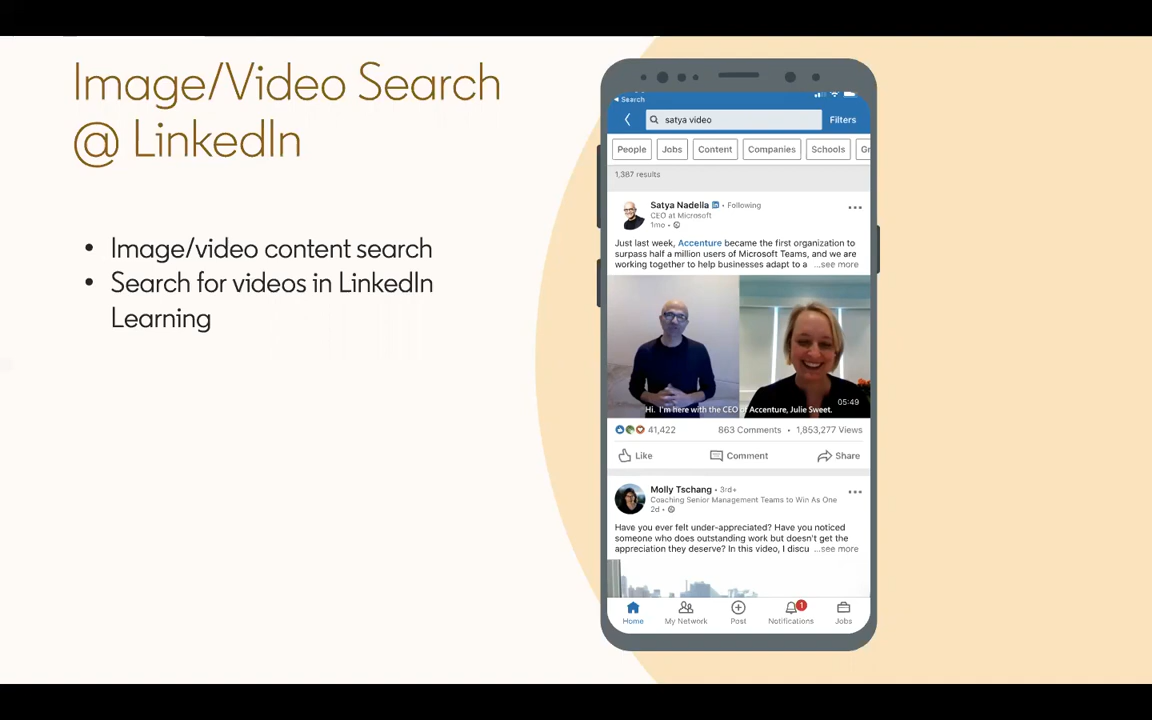 Image/Video Search
@ LinkedIn
• Image/video content search
• Search for videos in LinkedIn
Learning
Search
satya video
Filters
People
Jobs
Content
Companies
Schools
Gr
1,387 results
Satya Nadella in • Following
CEO at Microsoft
1mo •
Just last week, Accenture became the first organization to
surpass half a million users of Microsoft Teams, and we are
working together to help businesses adapt to a ...see more
Hi. I'm here with the CEO of Accenture, Julie Sweet.
05:49
41,422
863 Comments • 1,853,277 Views
Like
Comment
Share
Molly Tschang • 3rd+
Coaching Senior Management Teams to Win As One
2d •
Have you ever felt under-appreciated? Have you noticed
someone who does outstanding work but doesn't get the
appreciation they deserve? In this video, I discu ...see more
1
Home
My Network
Post
Notifications
Jobs